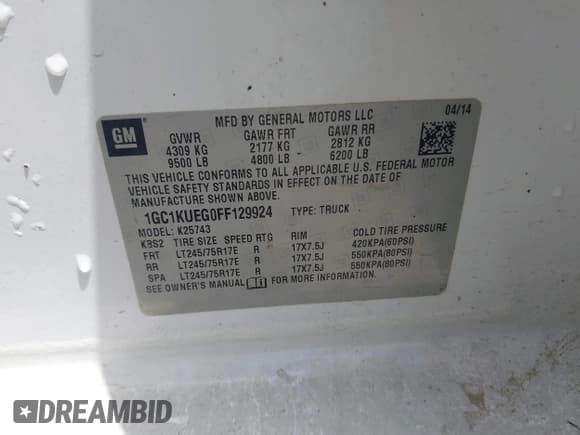 MFD BY GENERAL MOTORS LLC 04/14
GM
GVWR GAWR FRT GAWR RR
4309 KG 2177 KG 2812 KG
9500 LB 4800 LB 6200 LB
THIS VEHICLE CONFORMS TO ALL APPLICABLE U.S. FEDERAL MOTOR
VEHICLE SAFETY STANDARDS IN EFFECT ON THE DATE OF
MANUFACTURE SHOWN ABOVE.
1GC1KUEG0FF129924 TYPE: TRUCK
MODEL: K25743
KBS2 TIRE SIZE SPEED RTG RIM COLD TIRE PRESSURE
FRT LT245/75R17E R 17X7.5J 420KPA(60PSI)
RR LT245/75R17E R 17X7.5J 550KPA(80PSI)
SPA LT245/75R17E R 17X7.5J 550KPA(80PSI)
SEE OWNER'S MANUAL FOR MORE INFORMATION.
DREAMBID